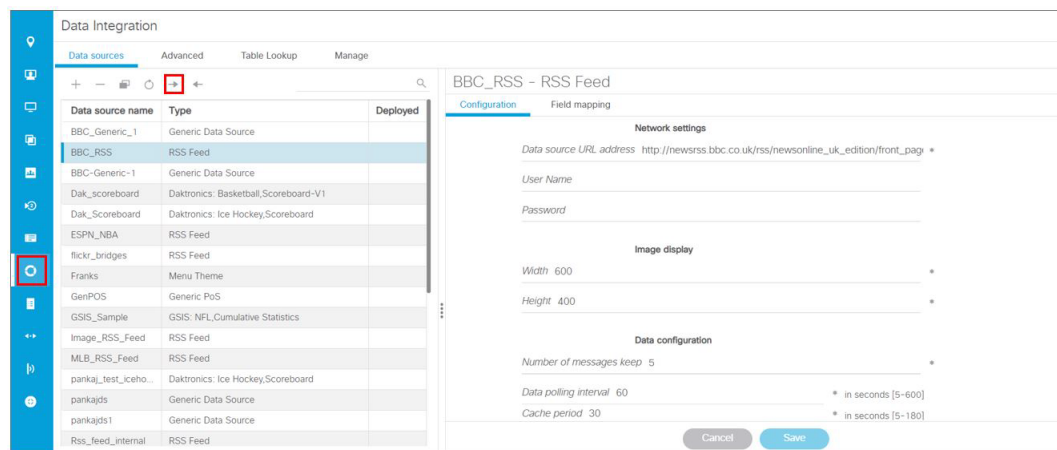 Data Integration
Data sources Advanced Table Lookup Manage
Data source name Type Deployed
BBC_Generic_1 Generic Data Source
BBC_RSS RSS Feed
BBC-Generic-1 Generic Data Source
Dak_scoreboard Daktronics: Basketball,Scoreboard-V1
Dak_Scoreboard Daktronics: Ice Hockey,Scoreboard
ESPN_NBA RSS Feed
flickr_bridges RSS Feed
Franks Menu Theme
GenPOS Generic PoS
GSIS_Sample GSIS: NFL,Cumulative Statistics
Image_RSS_Feed RSS Feed
MLB_RSS_Feed RSS Feed
pankaj_test_iceho... Daktronics: Ice Hockey,Scoreboard
pankajds Generic Data Source
pankajds1 Generic Data Source
Rss_feed_internal RSS Feed
BBC_RSS - RSS Feed
Configuration Field mapping
Network settings
Data source URL address http://newsrss.bbc.co.uk/rss/newsonline_uk_edition/front_page *
User Name
Password
Image display
Width 600 *
Height 400 *
Data configuration
Number of messages keep 5 *
Data polling interval 60 * in seconds [5-600]
Cache period 30 * in seconds [5-180]
Cancel Save